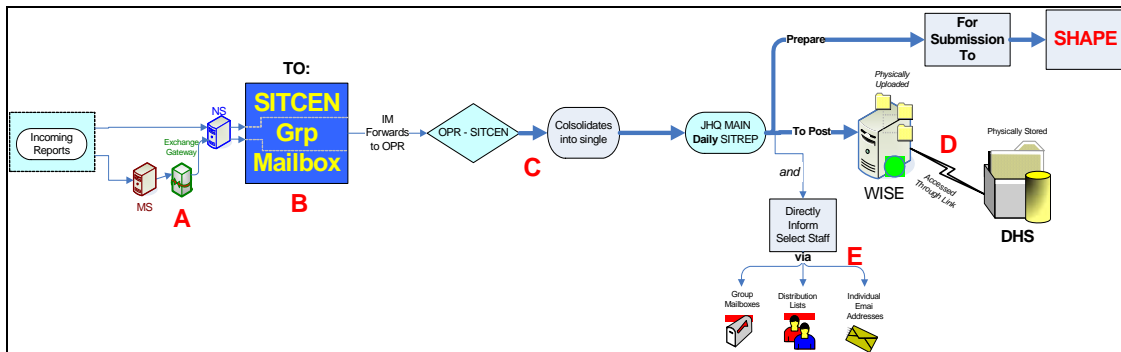 Incoming
Reports
MS
Exchange
Gateway
A
NS
TO:
SITCEN
Grp
Mailbox
B
IM
Forwards
to OPR
OPR - SITCEN
C
Colsolidates
into single
JHQ MAIN
Daily SITREP
Prepare
For
Submission
To
SHAPE
To Post
Physically
Uploaded
WISE
D
Accessed
Through Link
Physically Stored
DHS
and
Directly
Inform
Select Staff
via
E
Group
Mailboxes
Distribution
Lists
Individual
Emai
Addresses